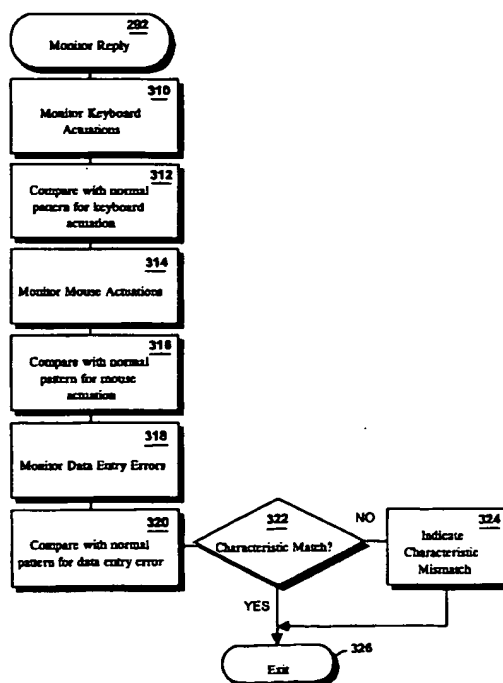 292
Monitor Reply
310
Monitor Keyboard
Actuations
312
Compare with normal
pattern for keyboard
actuation
314
Monitor Mouse Actuations
316
Compare with normal
pattern for mouse
actuation
318
Monitor Data Entry Errors
320
Compare with normal
pattern for data entry error
322
Characteristic Match?
NO
324
Indicate
Characteristic
Mismatch
YES
326
Exit